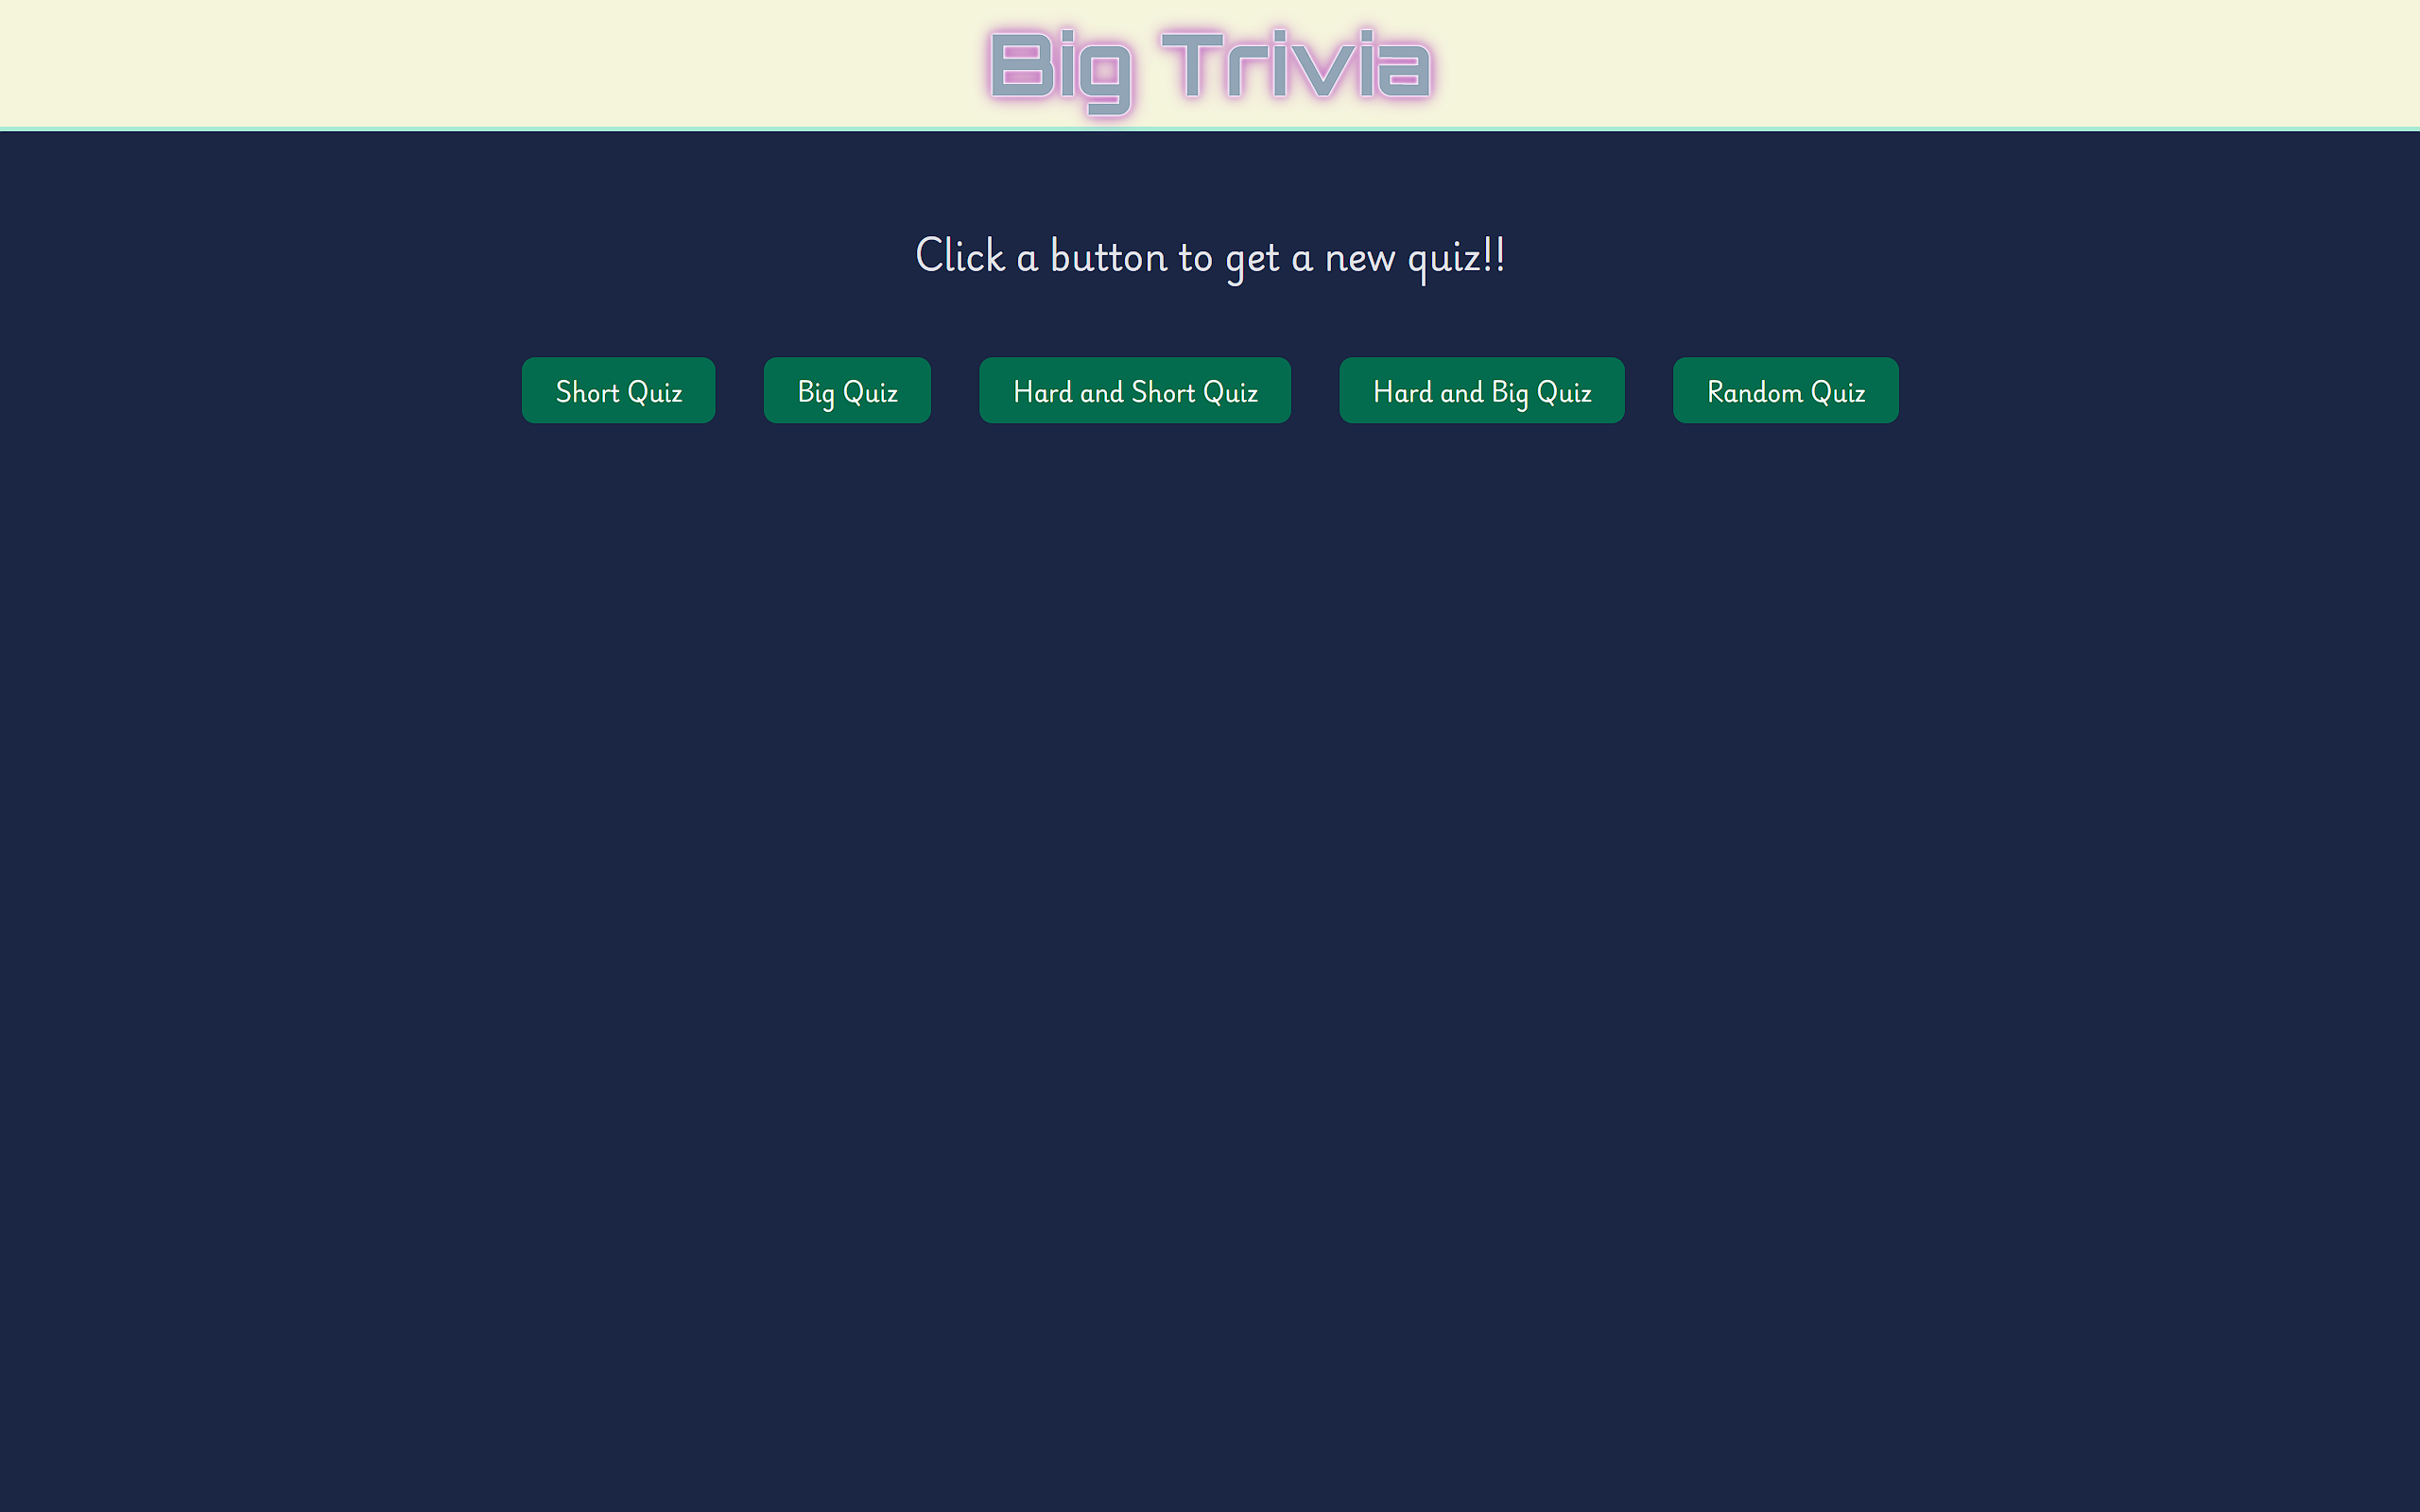 Big Trivia
Click a button to get a new quiz!!
Short Quiz Big Quiz Hard and Short Quiz Hard and Big Quiz Random Quiz